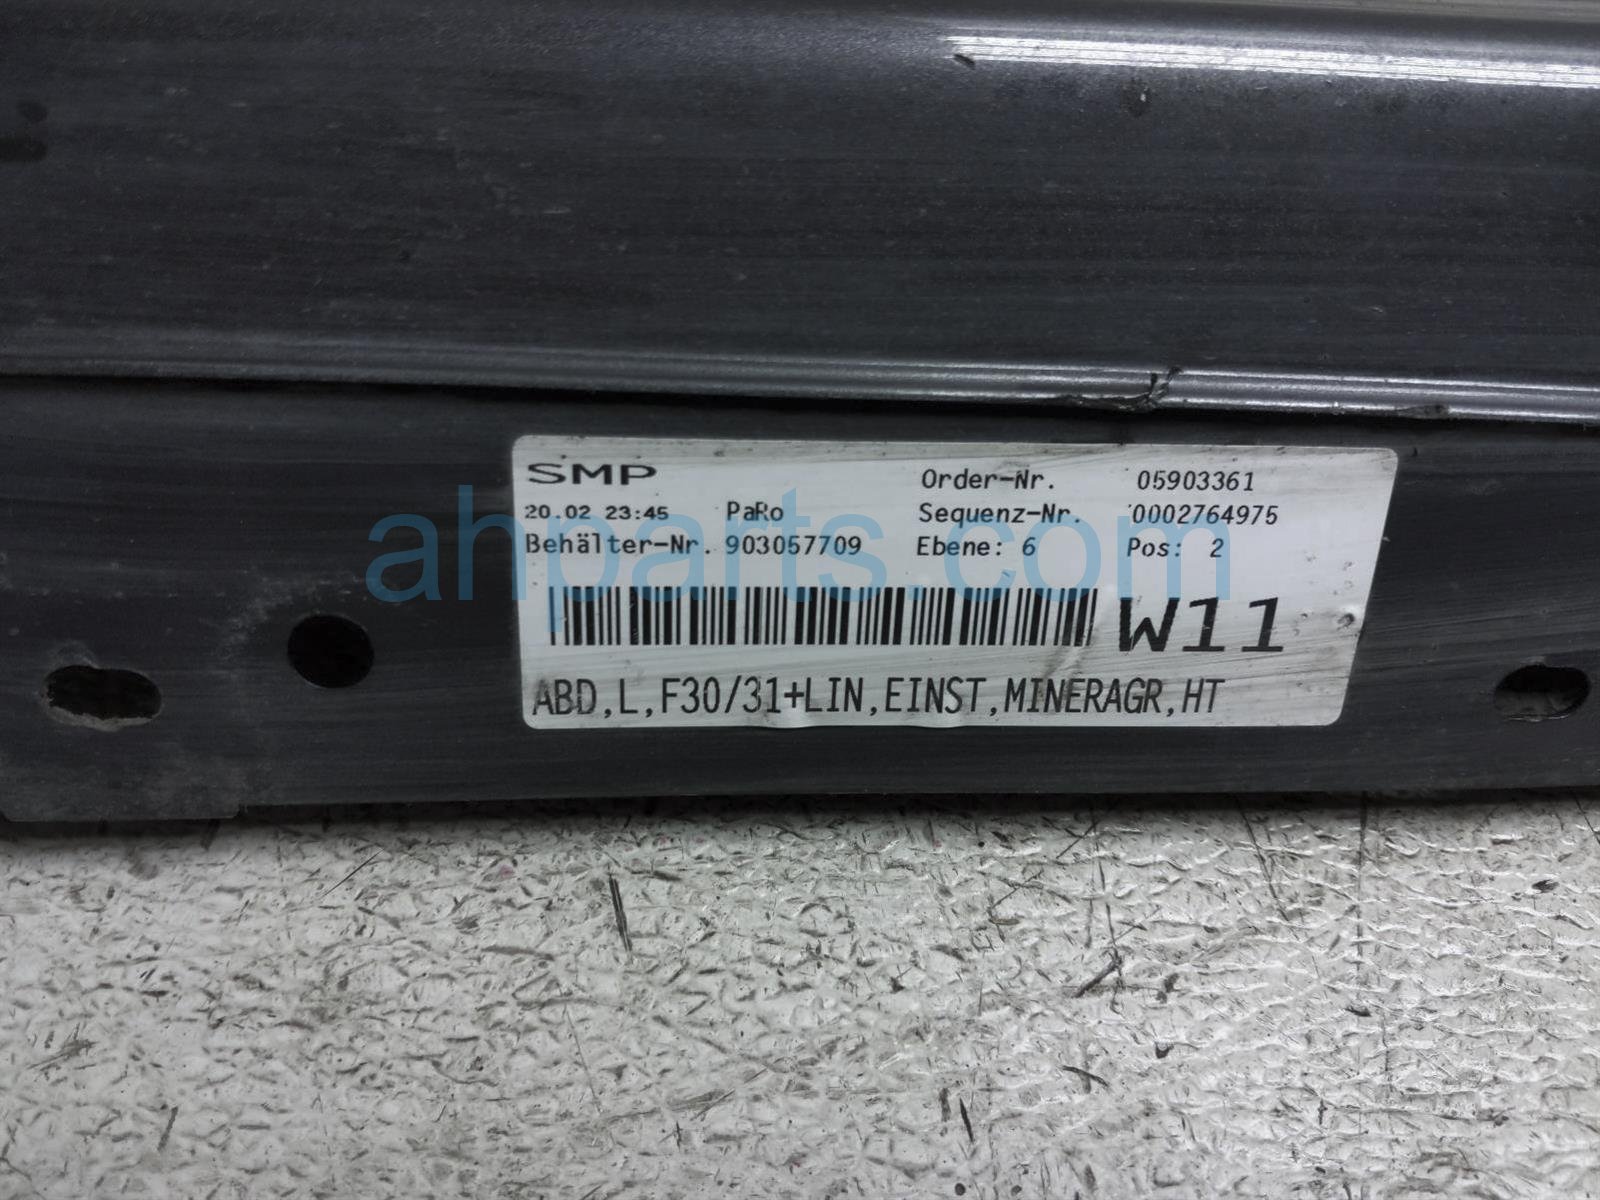 SMP Order-Nr. 05903361
20.02 23:45 PaRo Sequenz-Nr. 0002764975
Behälter-Nr. 903057709 Ebene: 6 Pos: 2
ahparts.com
W11
ABD,L,F30/31+LIN,EINST,MINERAGR,HT